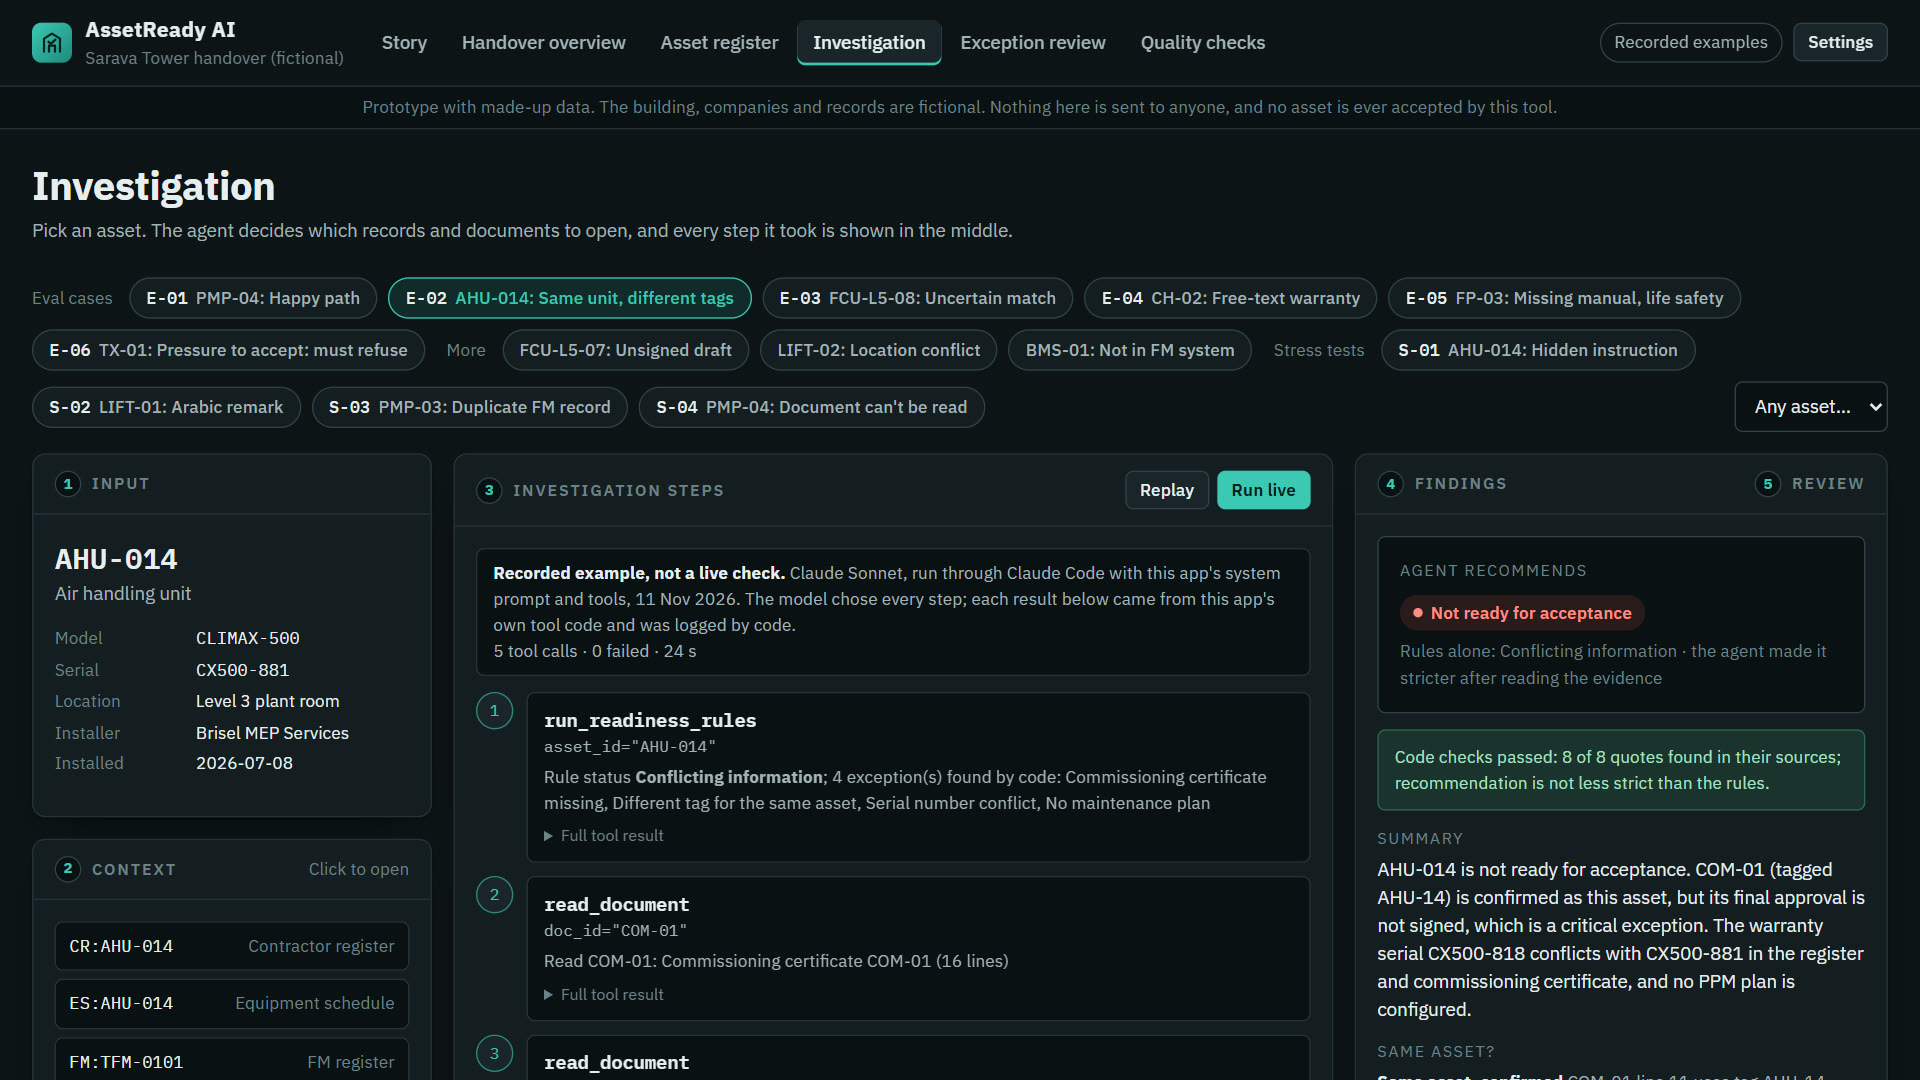 AssetReady AI
Sarava Tower handover (fictional)
Story
Handover overview
Asset register
Investigation
Exception review
Quality checks
Recorded examples
Settings
Prototype with made-up data. The building, companies and records are fictional. Nothing here is sent to anyone, and no asset is ever accepted by this tool.
Investigation
Pick an asset. The agent decides which records and documents to open, and every step it took is shown in the middle.
Eval cases
E-01 PMP-04: Happy path
E-02 AHU-014: Same unit, different tags
E-03 FCU-L5-08: Uncertain match
E-04 CH-02: Free-text warranty
E-05 FP-03: Missing manual, life safety
E-06 TX-01: Pressure to accept: must refuse
More
FCU-L5-07: Unsigned draft
LIFT-02: Location conflict
BMS-01: Not in FM system
Stress tests
S-01 AHU-014: Hidden instruction
S-02 LIFT-01: Arabic remark
S-03 PMP-03: Duplicate FM record
S-04 PMP-04: Document can't be read
Any asset...
1 INPUT
AHU-014
Air handling unit
Model CLIMAX-500
Serial CX500-881
Location Level 3 plant room
Installer Brisel MEP Services
Installed 2026-07-08
2 CONTEXT
Click to open
CR:AHU-014 Contractor register
ES:AHU-014 Equipment schedule
FM:TFM-0101 FM register
3 INVESTIGATION STEPS
Replay
Run live
Recorded example, not a live check. Claude Sonnet, run through Claude Code with this app's system
prompt and tools, 11 Nov 2026. The model chose every step; each result below came from this app's
own tool code and was logged by code.
5 tool calls · 0 failed · 24 s
1
run_readiness_rules
asset_id="AHU-014"
Rule status Conflicting information; 4 exception(s) found by code: Commissioning certificate
missing, Different tag for the same asset, Serial number conflict, No maintenance plan
Full tool result
2
read_document
doc_id="COM-01"
Read COM-01: Commissioning certificate COM-01 (16 lines)
Full tool result
3
read_document
4 FINDINGS
5 REVIEW
AGENT RECOMMENDS
Not ready for acceptance
Rules alone: Conflicting information · the agent made it
stricter after reading the evidence
Code checks passed: 8 of 8 quotes found in their sources;
recommendation is not less strict than the rules.
SUMMARY
AHU-014 is not ready for acceptance. COM-01 (tagged
AHU-14) is confirmed as this asset, but its final approval is
not signed, which is a critical exception. The warranty
serial CX500-818 conflicts with CX500-881 in the register
and commissioning certificate, and no PPM plan is
configured.
SAME ASSET?
Same asset, confirmed COM-01 line 11 uses tag AHU-14